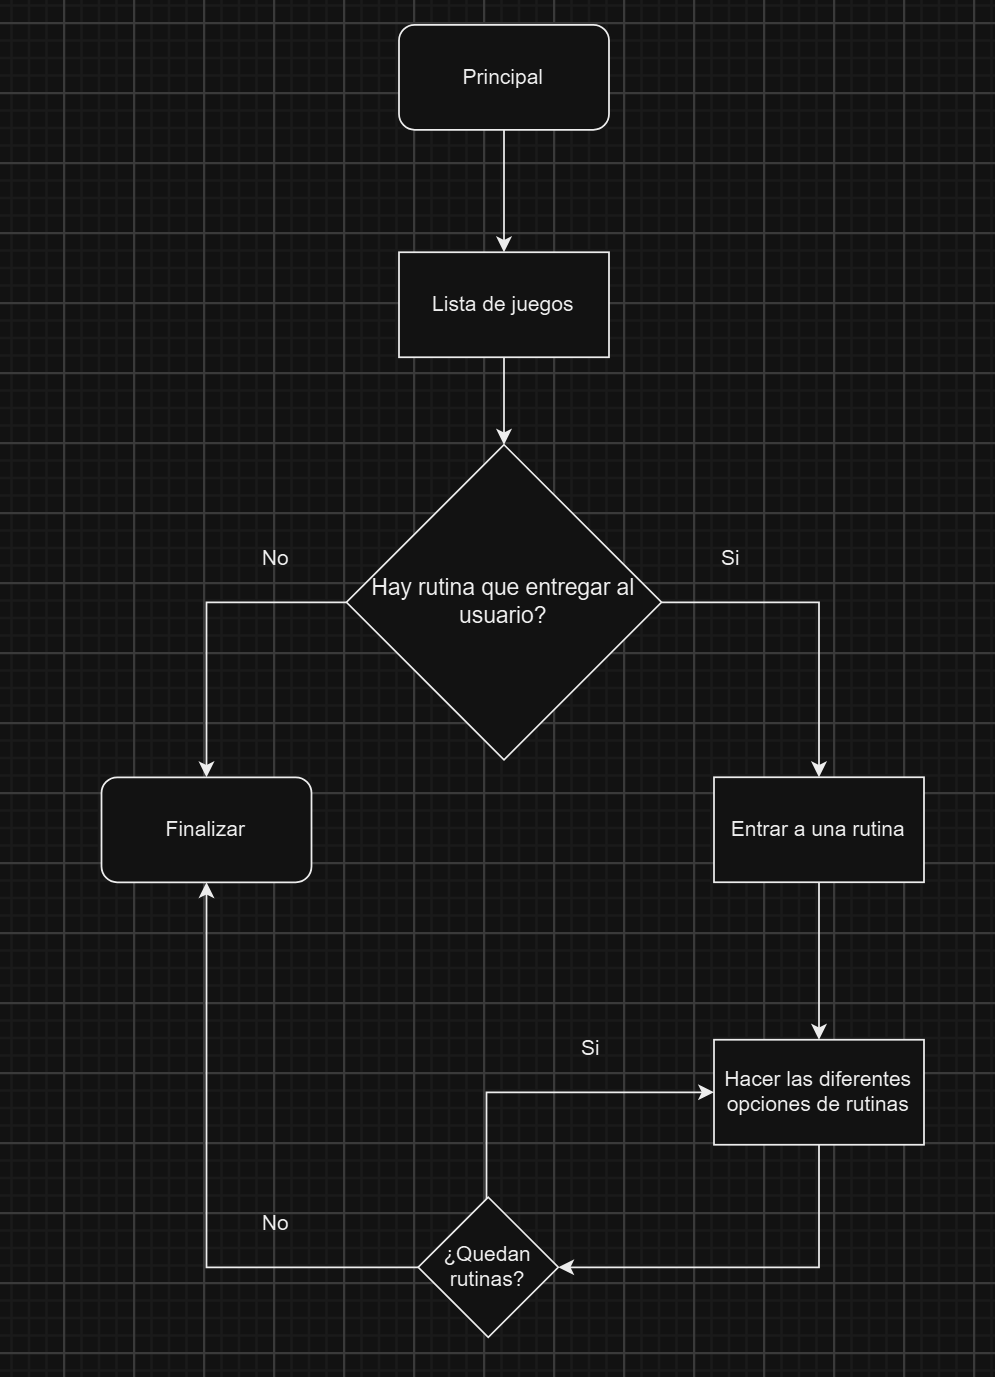 Principal
Lista de juegos
No
Si
Hay rutina que entregar al
usuario?
Finalizar
Entrar a una rutina
Si
Hacer las diferentes
opciones de rutinas
No
¿Quedan
rutinas?